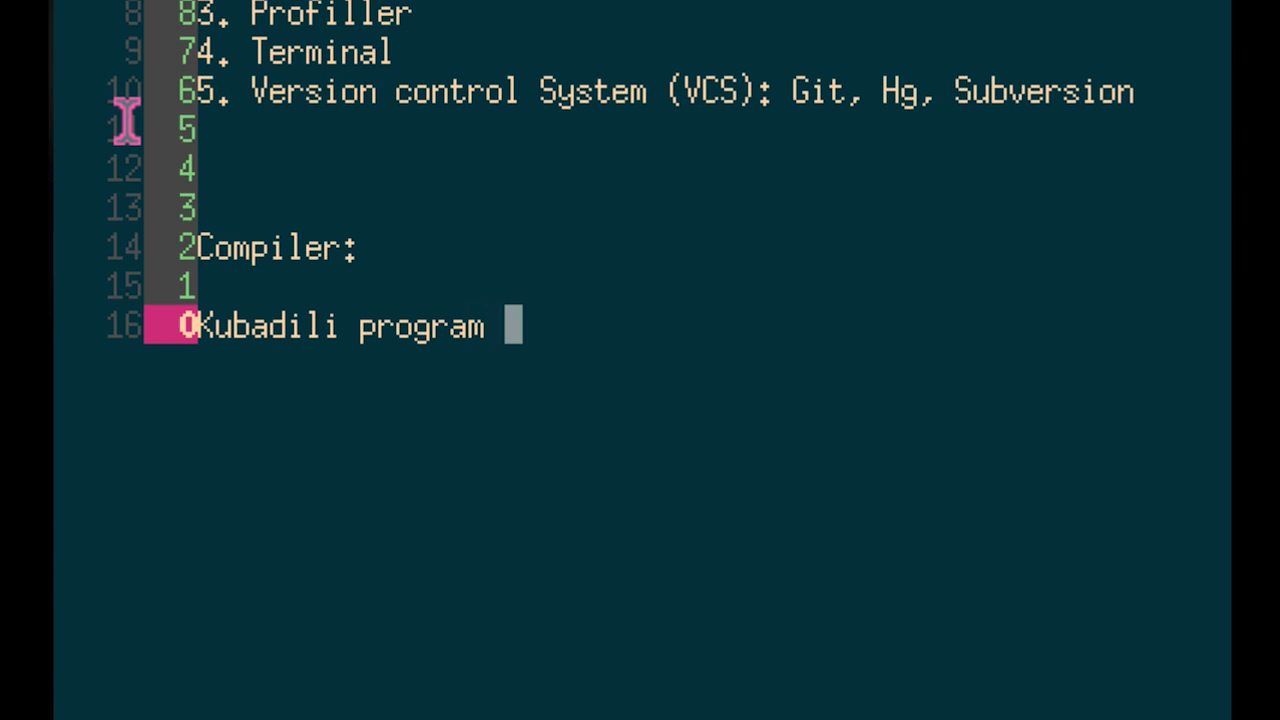 8 83. Profiller
9 74. Terminal
10 65. Version control System (VCS): Git, Hg, Subversion
5
12 4
13 3
14 2Compiler:
15 1
16 0Kubadili program